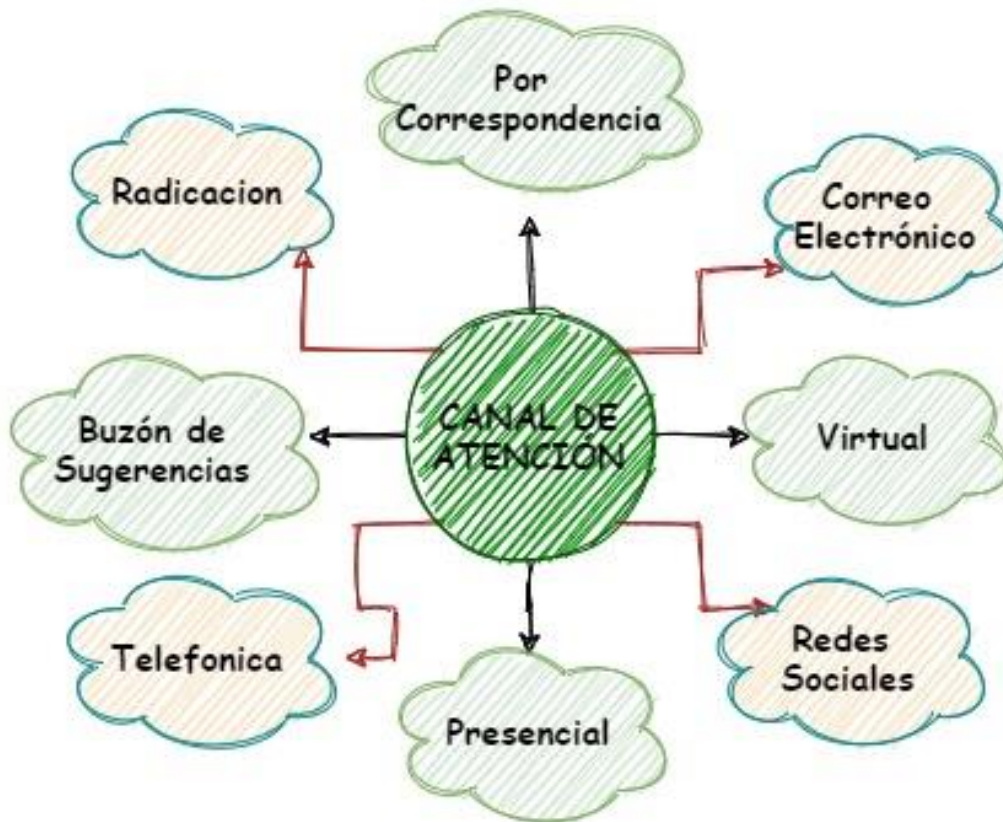 Por
Correspondencia
Radicacion
Correo
Electrónico
CANAL DE
ATENCIÓN
Buzón de
Sugerencias
Virtual
Telefonica
Redes
Sociales
Presencial